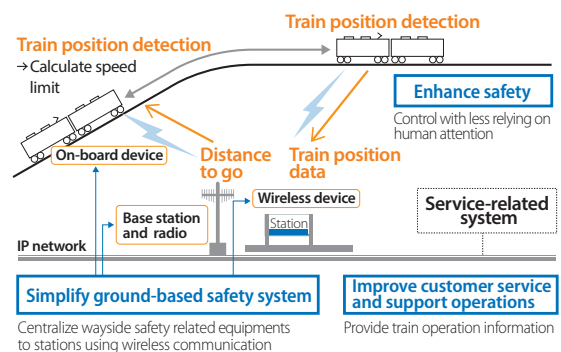 Train position detection
Train position detection
→ Calculate speed
limit
Enhance safety
Control with less relying on
human attention
On-board device
Distance
to go
Train position
data
Wireless device
Base station
and radio
Station
Service-related
system
IP network
Simplify ground-based safety system
Improve customer service
and support operations
Centralize wayside safety related equipments
to stations using wireless communication
Provide train operation information